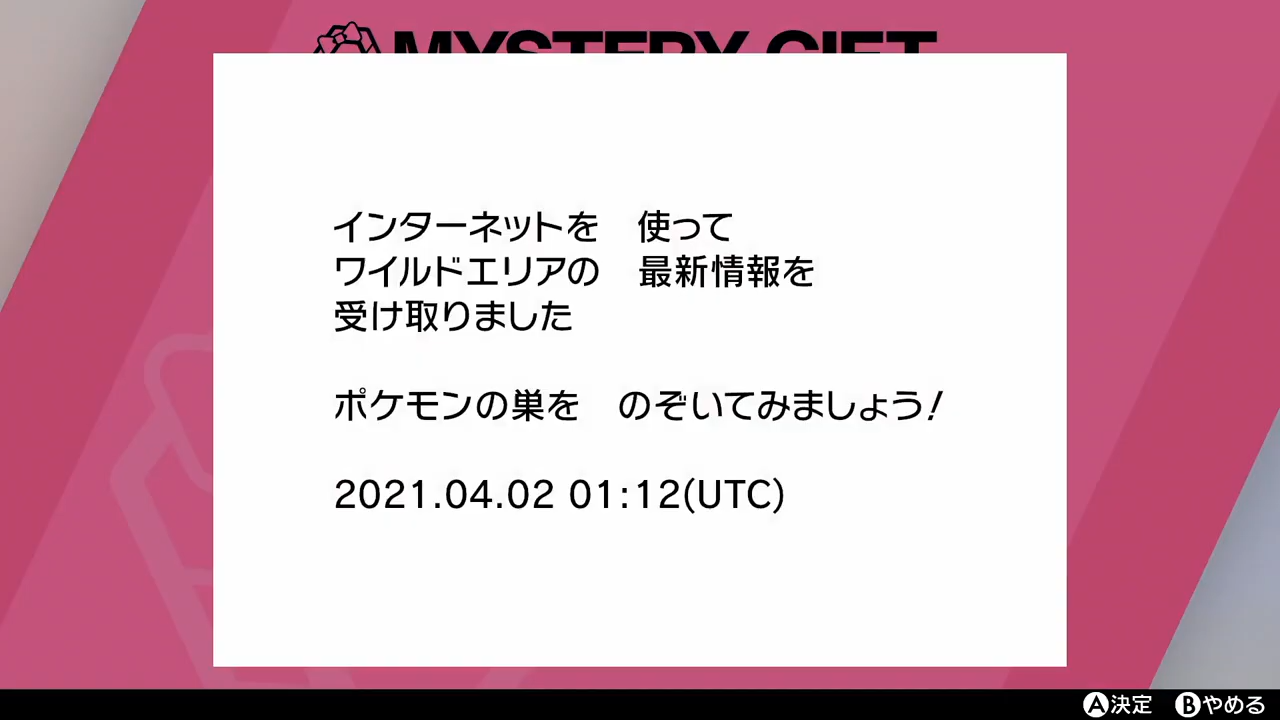 MYSTERY GIFT
インターネットを　使って
ワイルドエリアの　最新情報を
受け取りました
ポケモンの巣を　のぞいてみましょう!
2021.04.02 01:12(UTC)
Ⓐ決定 Ⓑやめる